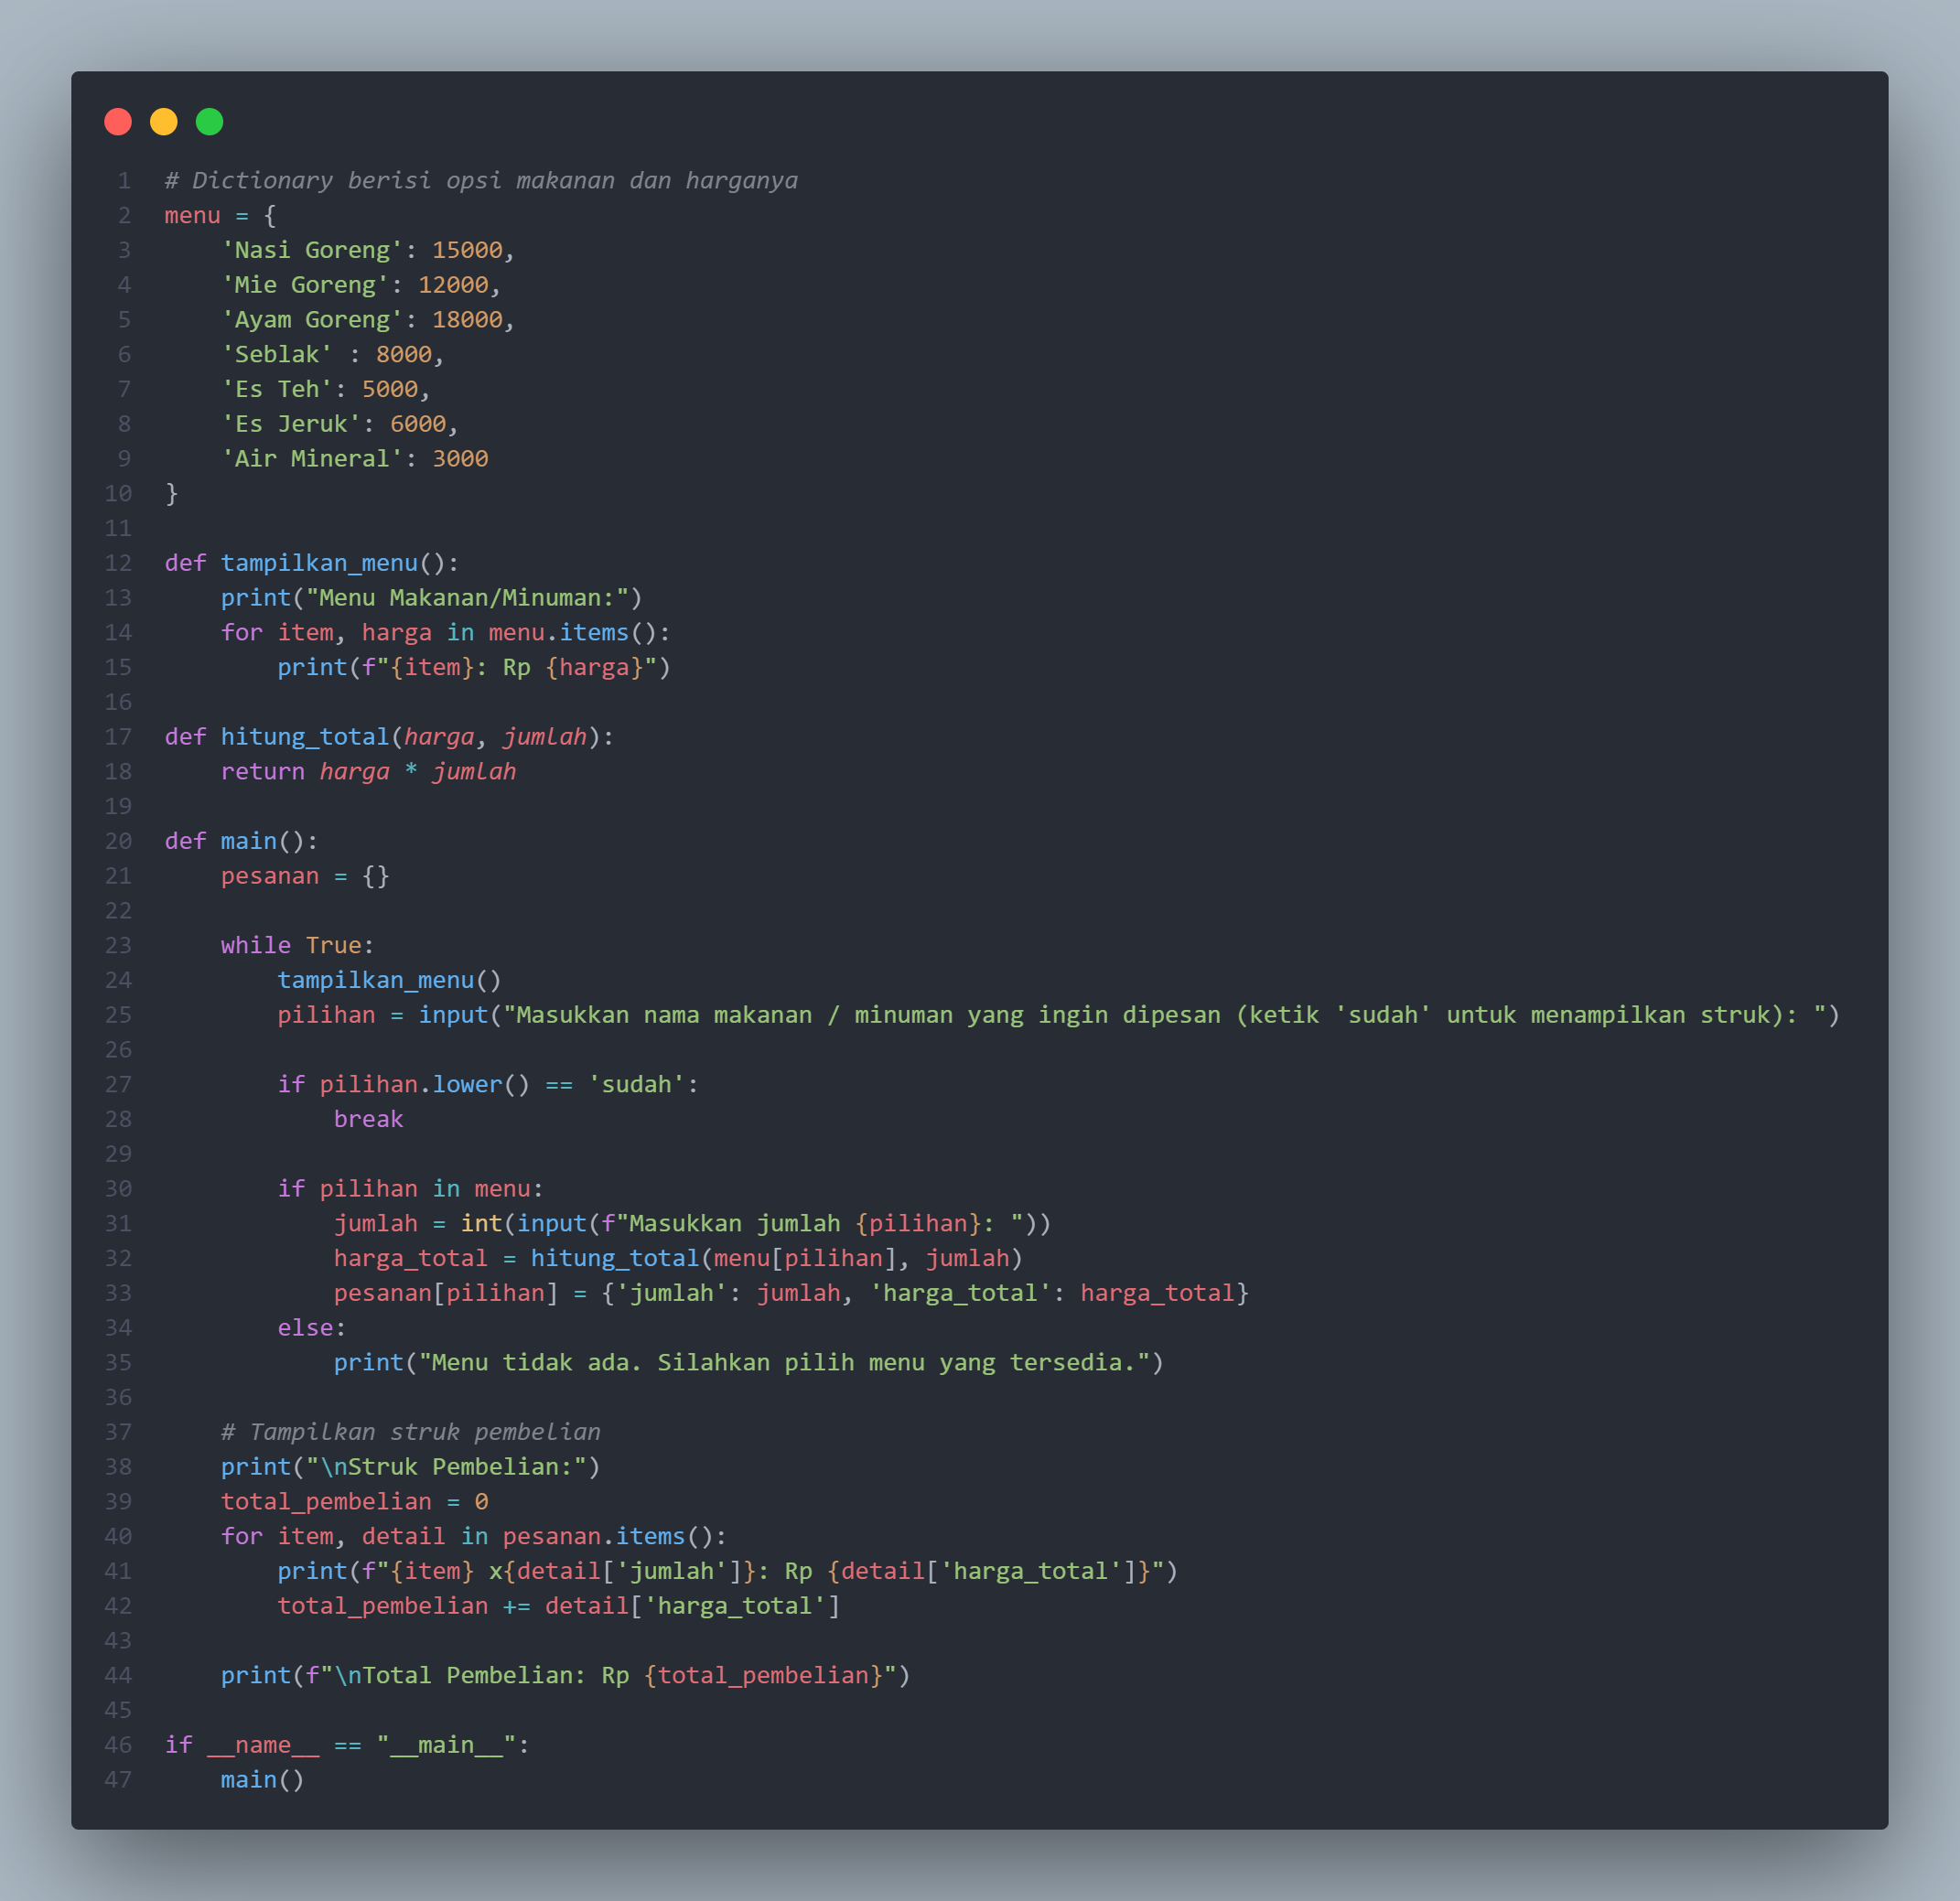 1 # Dictionary berisi opsi makanan dan harganya
2 menu = {
3     'Nasi Goreng': 15000,
4     'Mie Goreng': 12000,
5     'Ayam Goreng': 18000,
6     'Seblak' : 8000,
7     'Es Teh': 5000,
8     'Es Jeruk': 6000,
9     'Air Mineral': 3000
10 }
11
12 def tampilkan_menu():
13     print("Menu Makanan/Minuman:")
14     for item, harga in menu.items():
15         print(f"{item}: Rp {harga}")
16
17 def hitung_total(harga, jumlah):
18     return harga * jumlah
19
20 def main():
21     pesanan = {}
22
23     while True:
24         tampilkan_menu()
25         pilihan = input("Masukkan nama makanan / minuman yang ingin dipesan (ketik 'sudah' untuk menampilkan struk): ")
26
27         if pilihan.lower() == 'sudah':
28             break
29
30         if pilihan in menu:
31             jumlah = int(input(f"Masukkan jumlah {pilihan}: "))
32             harga_total = hitung_total(menu[pilihan], jumlah)
33             pesanan[pilihan] = {'jumlah': jumlah, 'harga_total': harga_total}
34         else:
35             print("Menu tidak ada. Silahkan pilih menu yang tersedia.")
36
37     # Tampilkan struk pembelian
38     print("\nStruk Pembelian:")
39     total_pembelian = 0
40     for item, detail in pesanan.items():
41         print(f"{item} x{detail['jumlah']}: Rp {detail['harga_total']}")
42         total_pembelian += detail['harga_total']
43
44     print(f"\nTotal Pembelian: Rp {total_pembelian}")
45
46 if __name__ == "__main__":
47     main()